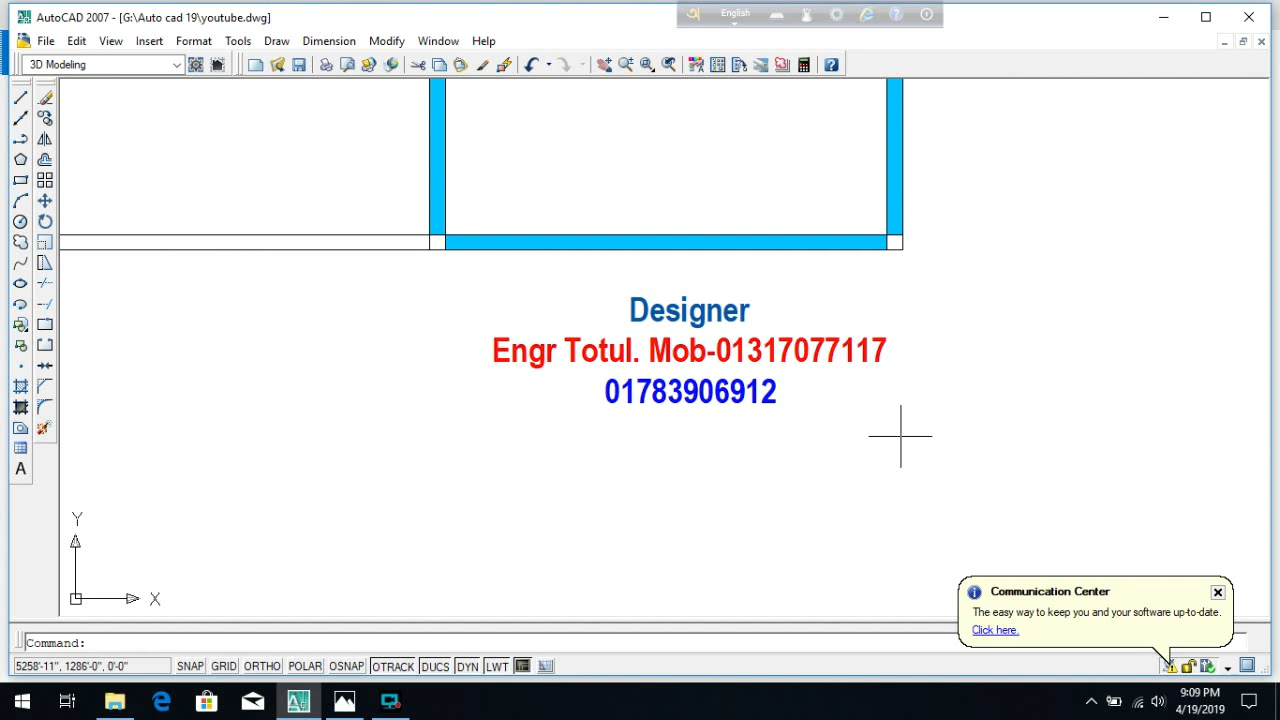 AutoCAD 2007 - [G:\Auto cad 19\youtube.dwg]
English
File Edit View Insert Format Tools Draw Dimension Modify Window Help
3D Modeling
Designer
Engr Totul. Mob-01317077117
01783906912
Y
X
Communication Center
The easy way to keep you and your software up-to-date.
Click here.
Command:
5258'-11", 1286'-0", 0'-0" SNAP GRID ORTHO POLAR OSNAP OTRACK DUCS DYN LWT
9:09 PM
4/19/2019